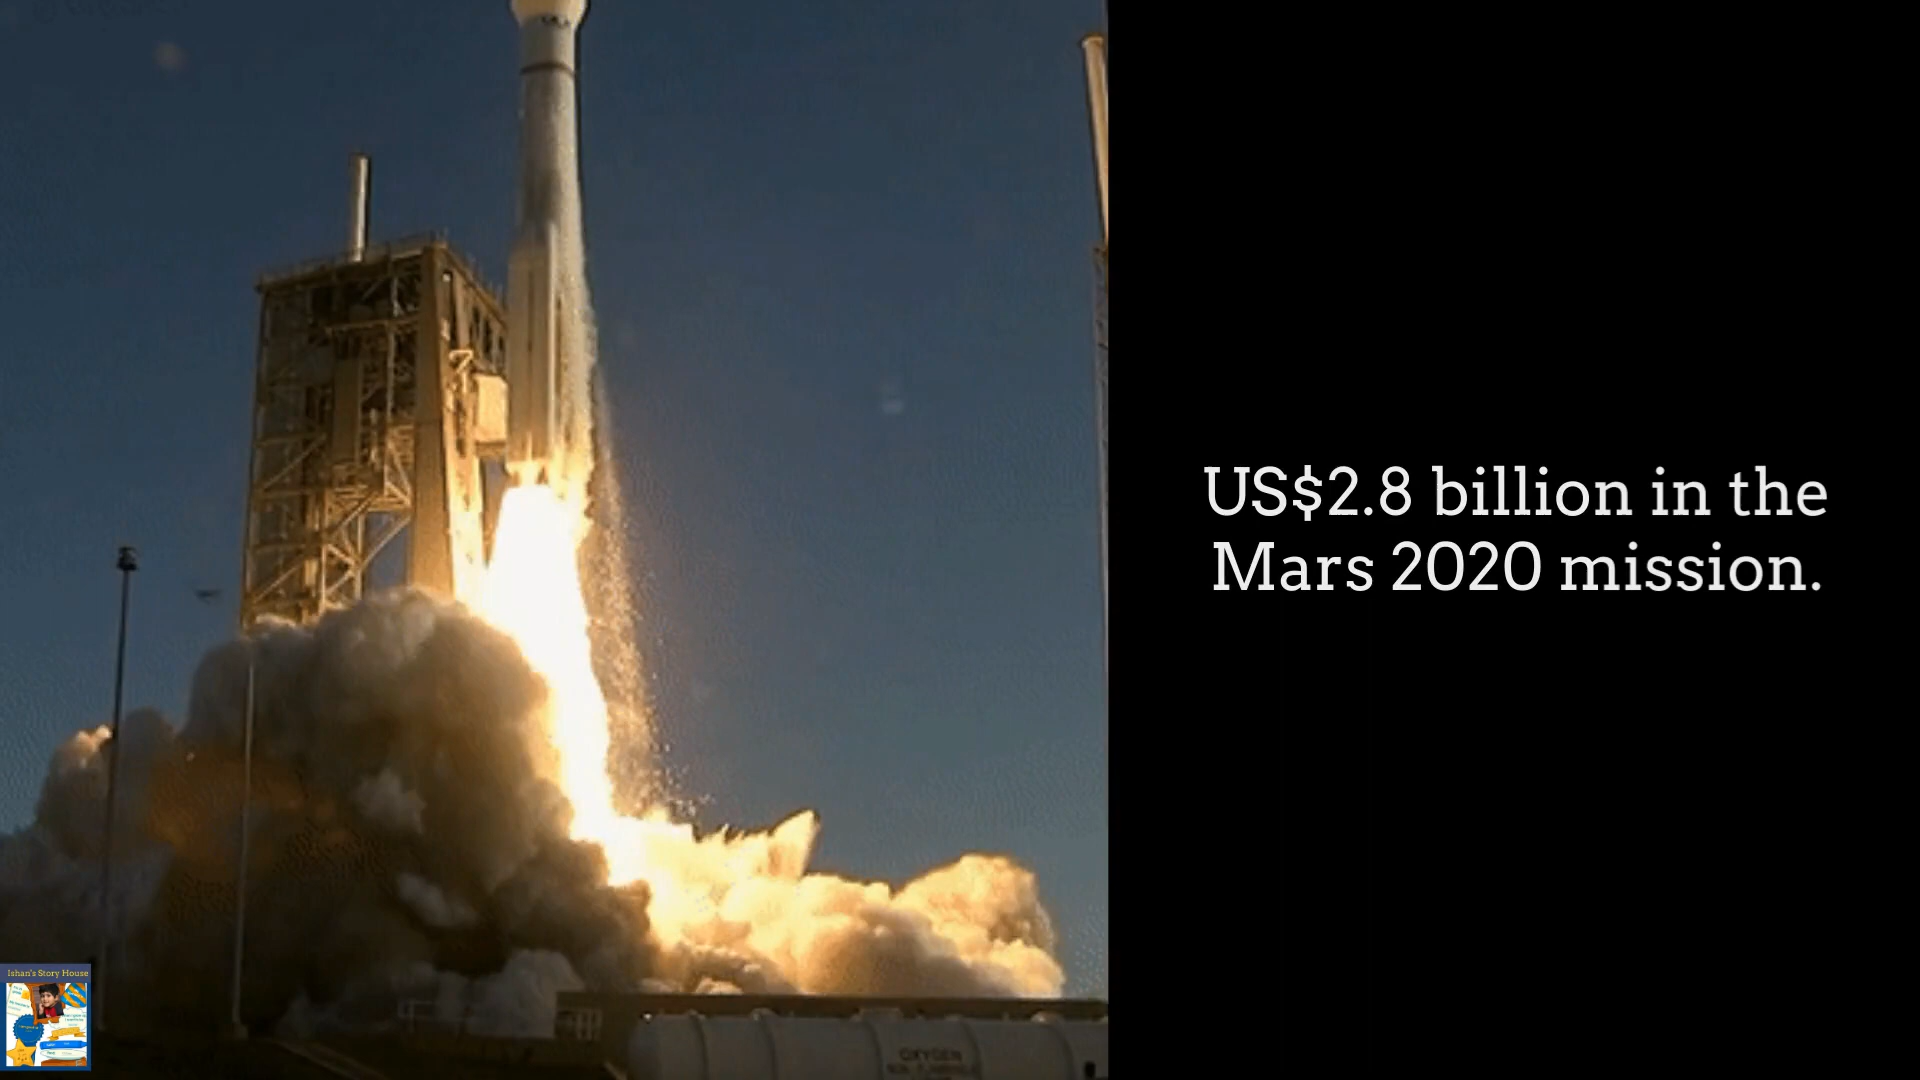 US$2.8 billion in the
Mars 2020 mission.
Ishan's Story House
OXYGEN